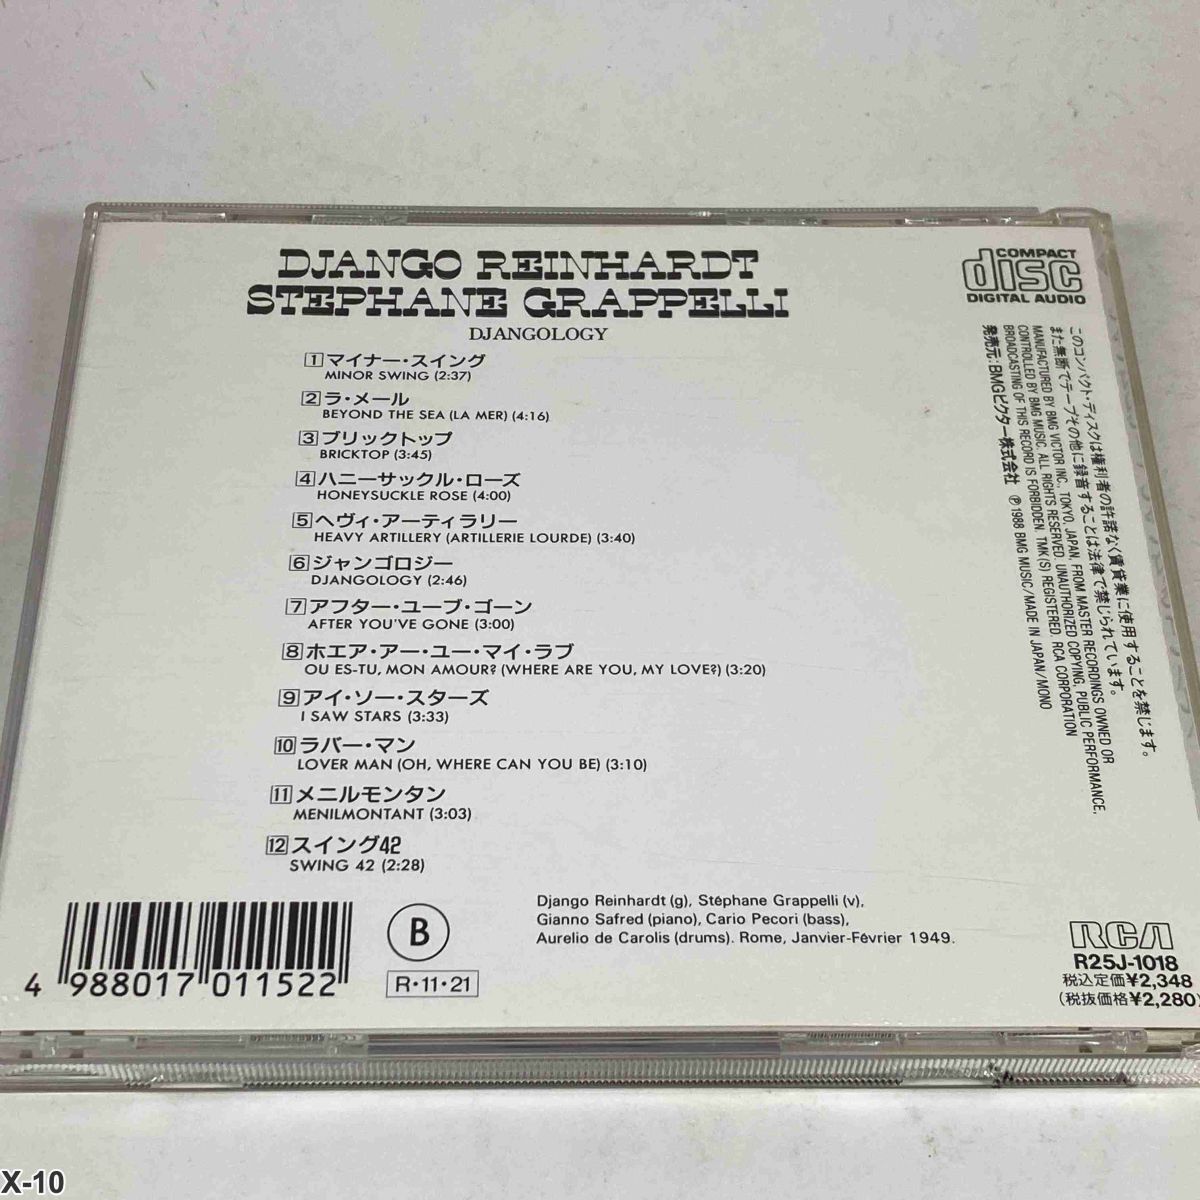 DJANGO REINHARDT
STEPHANE GRAPPELLI
DJANGOLOGY
1 マイナー・スイング
MINOR SWING (2:37)
2 ラ・メール
BEYOND THE SEA (LA MER) (4:16)
3 ブリックトップ
BRICKTOP (3:45)
4 ハニーサックル・ローズ
HONEYSUCKLE ROSE (4:00)
5 ヘヴィ・アーティラリー
HEAVY ARTILLERY (ARTILLERIE LOURDE) (3:40)
6 ジャンゴロジー
DJANGOLOGY (2:46)
7 アフター・ユーブ・ゴーン
AFTER YOU'VE GONE (3:00)
8 ホエア・アー・ユー・マイ・ラブ
OU ES-TU, MON AMOUR? (WHERE ARE YOU, MY LOVE?) (3:20)
9 アイ・ソー・スターズ
I SAW STARS (3:33)
10 ラバー・マン
LOVER MAN (OH, WHERE CAN YOU BE) (3:10)
11 メニルモンタン
MENILMONTANT (3:03)
12 スイング42
SWING 42 (2:28)
Django Reinhardt (g), Stéphane Grappelli (v),
Gianno Safred (piano), Cario Pecori (bass),
Aurelio de Carolis (drums). Rome, Janvier-Février 1949.
4 988017 011522
B
R・11・21
COMPACT
disc
DIGITAL AUDIO
このコンパクト・ディスクは権利者の許諾なく賃貸業に使用することを禁じます。
また無断でテープその他に録音することは法律で禁じられています。
MANUFACTURED BY BMG VICTOR INC., TOKYO, JAPAN, FROM MASTER RECORDINGS OWNED OR
CONTROLLED BY BMG MUSIC. ALL RIGHTS RESERVED. UNAUTHORIZED COPYING, PUBLIC PERFORMANCE,
BROADCASTING OF THIS RECORD IS FORBIDDEN. TMK(S) REGISTERED. RCA CORPORATION
発売元：BMGビクター株式会社 ℗1988 BMG MUSIC/MADE IN JAPAN/MONO
RCA
R25J-1018
税込定価¥2,348
(税抜価格¥2,280)
X-10